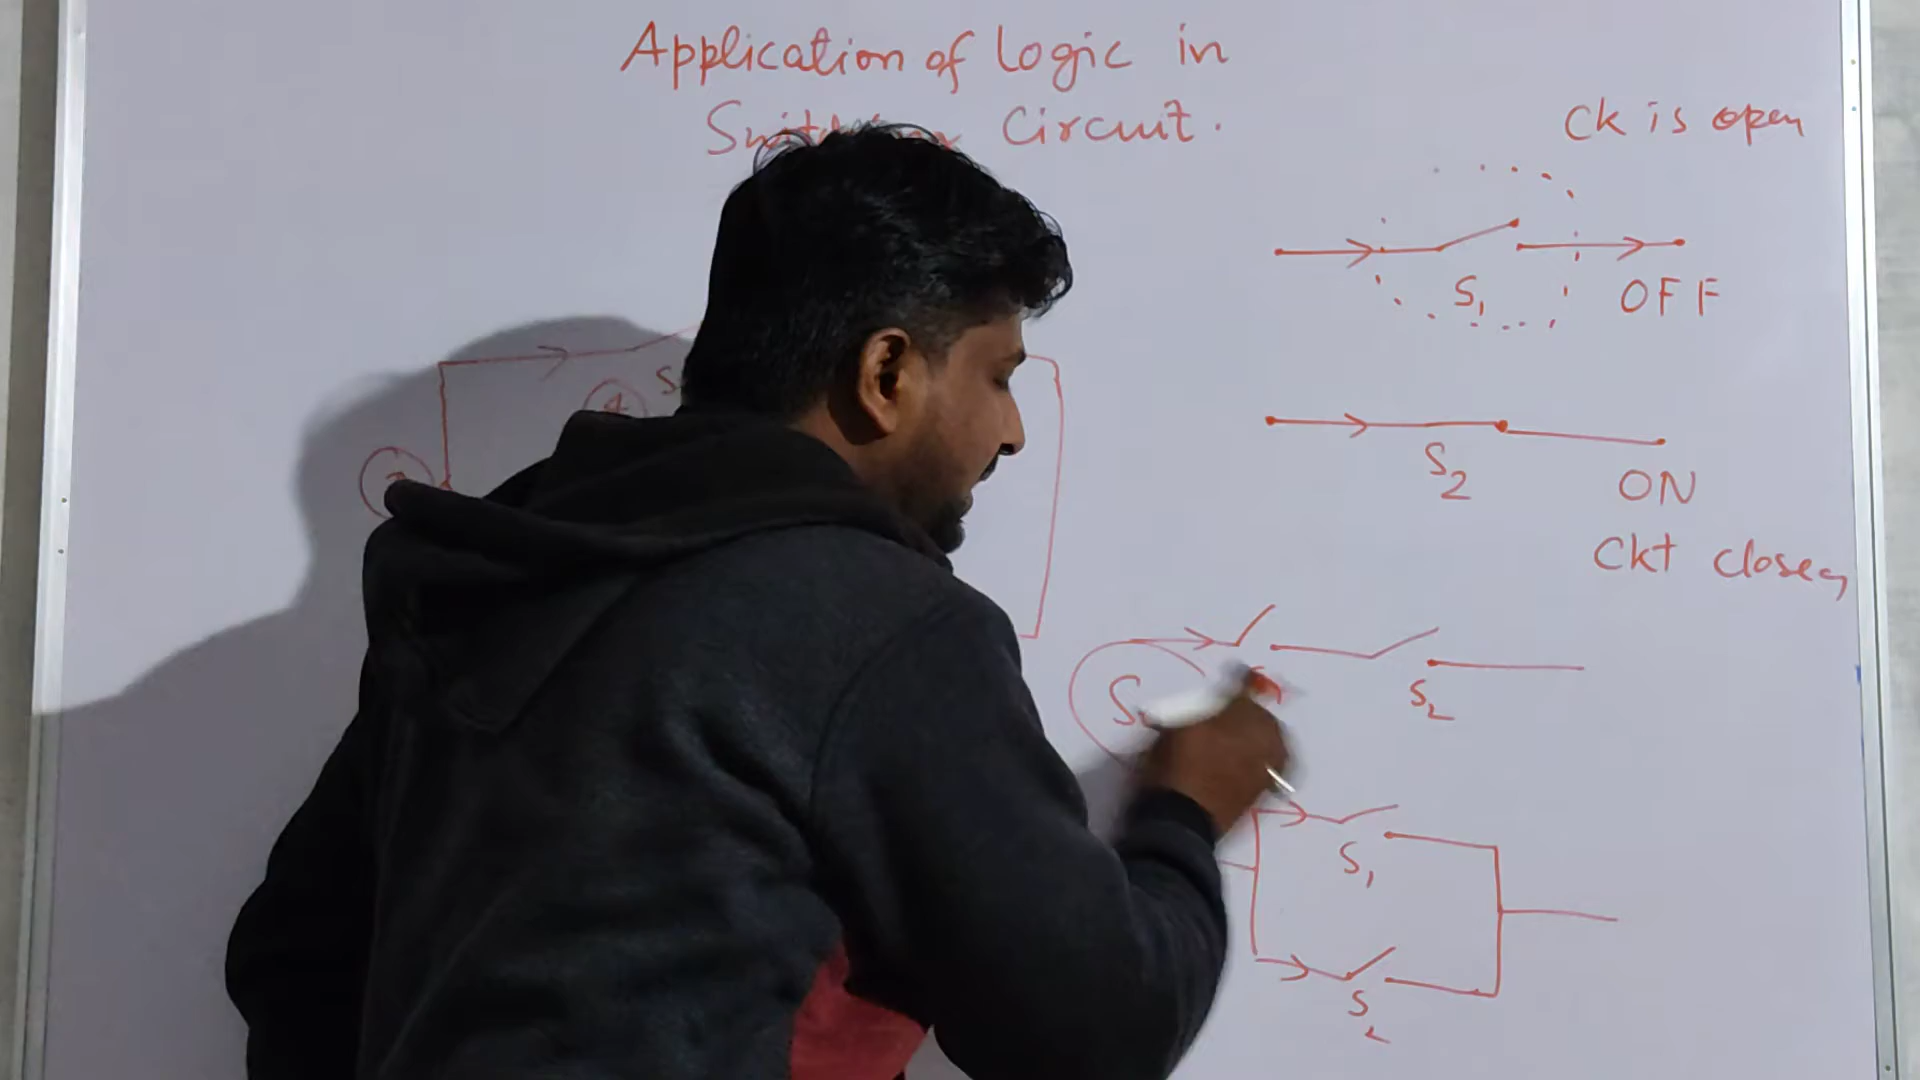 Application of Logic in
Circuit.
Ck is open
S1
OFF
S2
ON
Ckt closed
S2
S1
S2